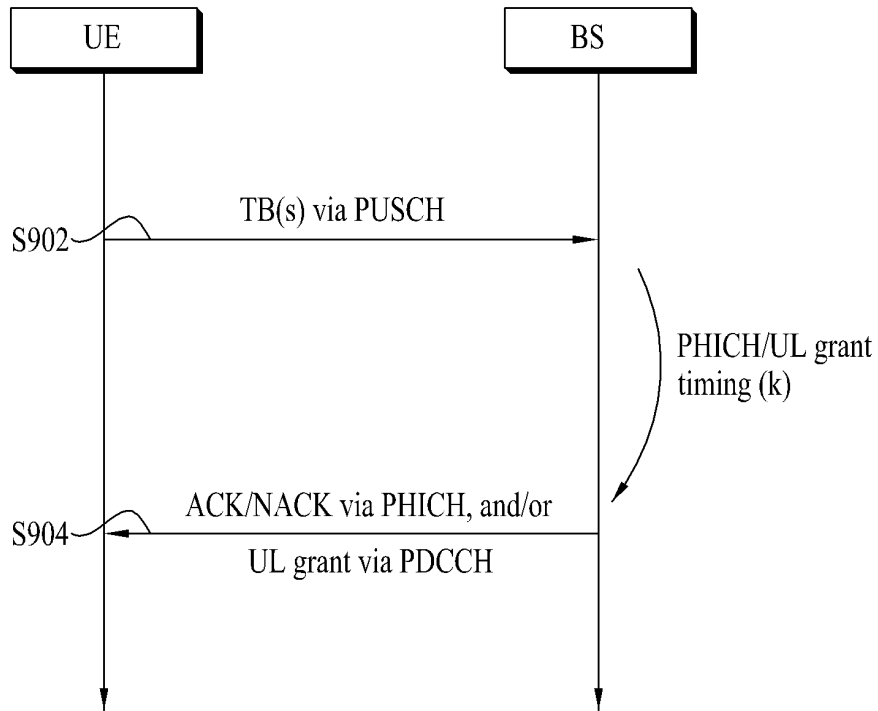 UE
BS
TB(s) via PUSCH
S902
PHICH/UL grant
timing (k)
ACK/NACK via PHICH, and/or
S904
UL grant via PDCCH